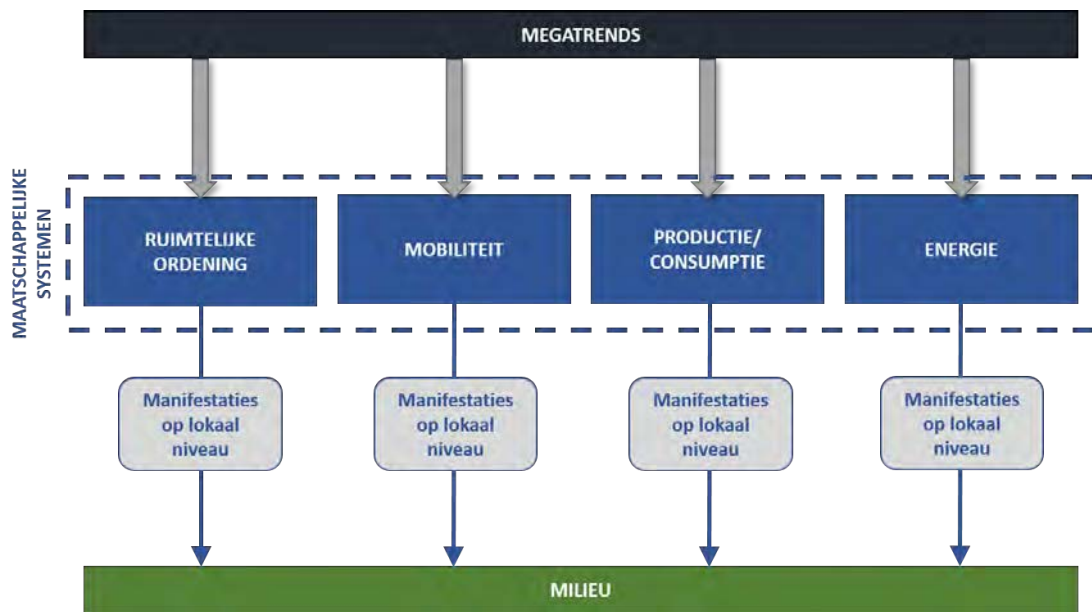 MEGATRENDS
MAATSCHAPPELIJKE
SYSTEMEN
RUIMTELIJKE
ORDENING
MOBILITEIT
PRODUCTIE/
CONSUMPTIE
ENERGIE
Manifestaties
op lokaal
niveau
Manifestaties
op lokaal
niveau
Manifestaties
op lokaal
niveau
Manifestaties
op lokaal
niveau
MILIEU